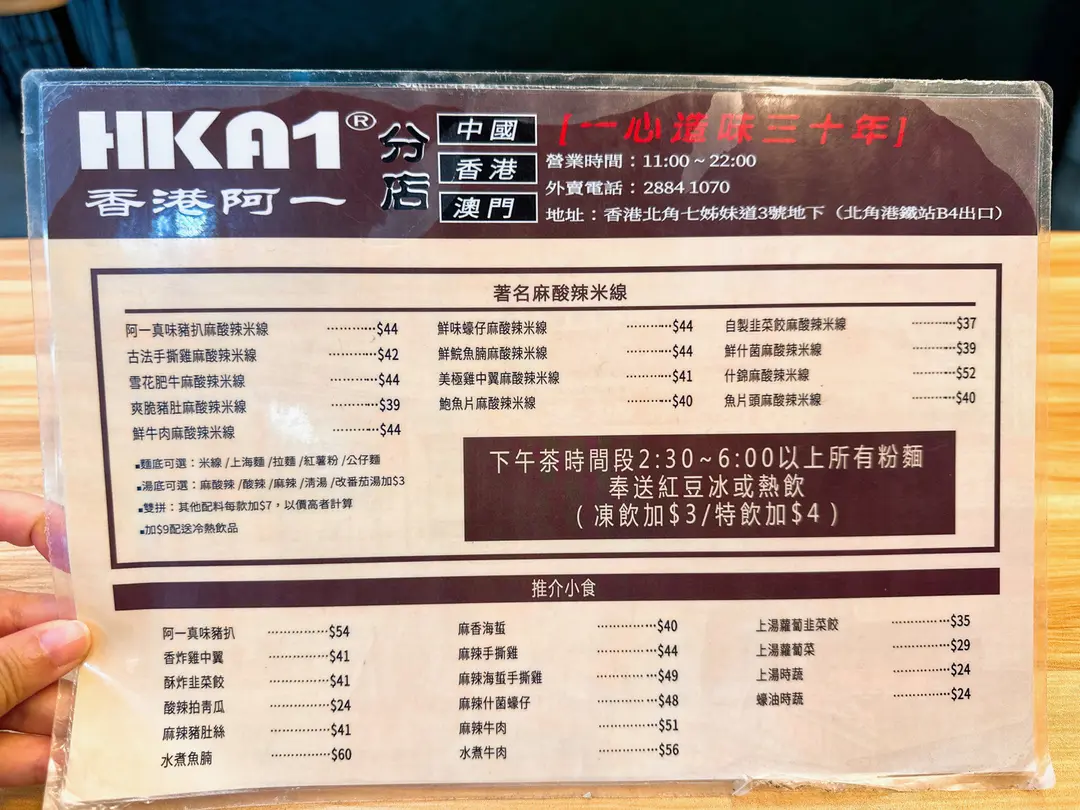 HKA1®
香港阿一
分店
中國
香港
澳門
[一心造味三十年]
營業時間：11:00～22:00
外賣電話：2884 1070
地址：香港北角七姊妹道3號地下（北角港鐵站B4出口）
著名麻酸辣米線
阿一真味豬扒麻酸辣米線 ············$44
古法手撕雞麻酸辣米線 ············$42
雪花肥牛麻酸辣米線 ············$44
爽脆豬肚麻酸辣米線 ············$39
鮮牛肉麻酸辣米線 ············$44
鮮味蠔仔麻酸辣米線 ············$44
鮮鯇魚腩麻酸辣米線 ············$44
美極雞中翼麻酸辣米線 ············$41
鮑魚片麻酸辣米線 ············$40
自製韭菜餃麻酸辣米線 ············$37
鮮什菌麻酸辣米線 ············$39
什錦麻酸辣米線 ············$52
魚片頭麻酸辣米線 ············$40
▪麵底可選：米線 /上海麵 /拉麵 /紅薯粉 /公仔麵
▪湯底可選：麻酸辣 /酸辣 /麻辣 /清湯 /改番茄湯加$3
▪雙拼：其他配料每款加$7，以價高者計算
▪加$9配送冷熱飲品
下午茶時間段2:30~6:00以上所有粉麵
奉送紅豆冰或熱飲
(凍飲加$3/特飲加$4)
推介小食
阿一真味豬扒 ···············$54
香炸雞中翼 ···············$41
酥炸韭菜餃 ···············$41
酸辣拍青瓜 ···············$24
麻辣豬肚絲 ···············$41
水煮魚腩 ···············$60
麻香海蜇 ···············$40
麻辣手撕雞 ···············$44
麻辣海蜇手撕雞 ···············$49
麻辣什菌蠔仔 ···············$48
麻辣牛肉 ···············$51
水煮牛肉 ···············$56
上湯蘿蔔韭菜餃 ···············$35
上湯蘿蔔菜 ···············$29
上湯時蔬 ···············$24
蠔油時蔬 ···············$24